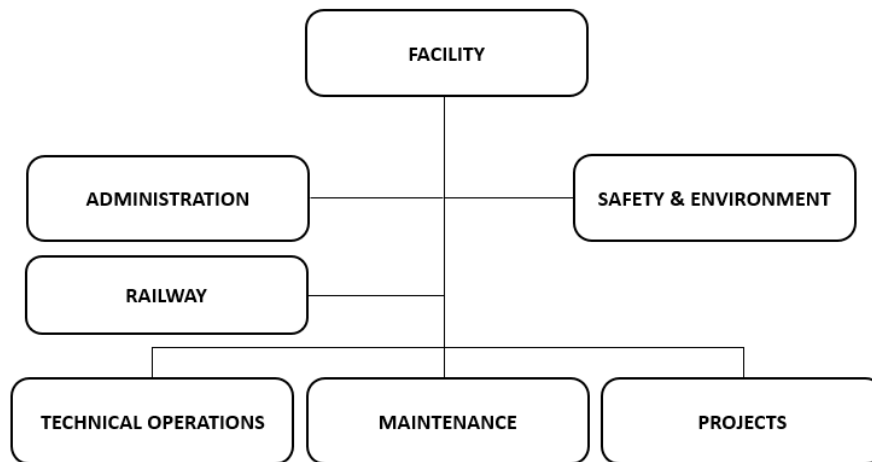 FACILITY
ADMINISTRATION
SAFETY & ENVIRONMENT
RAILWAY
TECHNICAL OPERATIONS
MAINTENANCE
PROJECTS